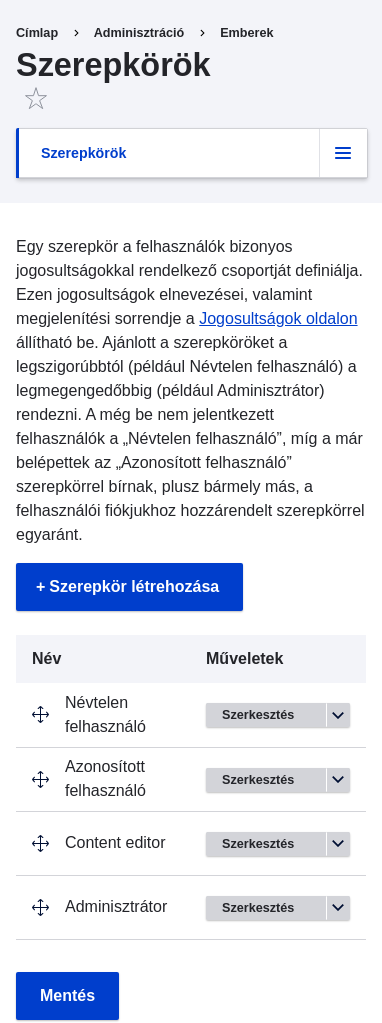 Címlap > Adminisztráció > Emberek
Szerepkörök
Szerepkörök
Egy szerepkör a felhasználók bizonyos
jogosultságokkal rendelkező csoportját definiálja.
Ezen jogosultságok elnevezései, valamint
megjelenítési sorrendje a Jogosultságok oldalon
állítható be. Ajánlott a szerepköröket a
legszigorúbbtól (például Névtelen felhasználó) a
legmegengedőbbig (például Adminisztrátor)
rendezni. A még be nem jelentkezett
felhasználók a „Névtelen felhasználó”, míg a már
belépettek az „Azonosított felhasználó”
szerepkörrel bírnak, plusz bármely más, a
felhasználói fiókjukhoz hozzárendelt szerepkörrel
egyaránt.
+ Szerepkör létrehozása
Név Műveletek
Névtelen
felhasználó
Szerkesztés
Azonosított
felhasználó
Szerkesztés
Content editor Szerkesztés
Adminisztrátor Szerkesztés
Mentés